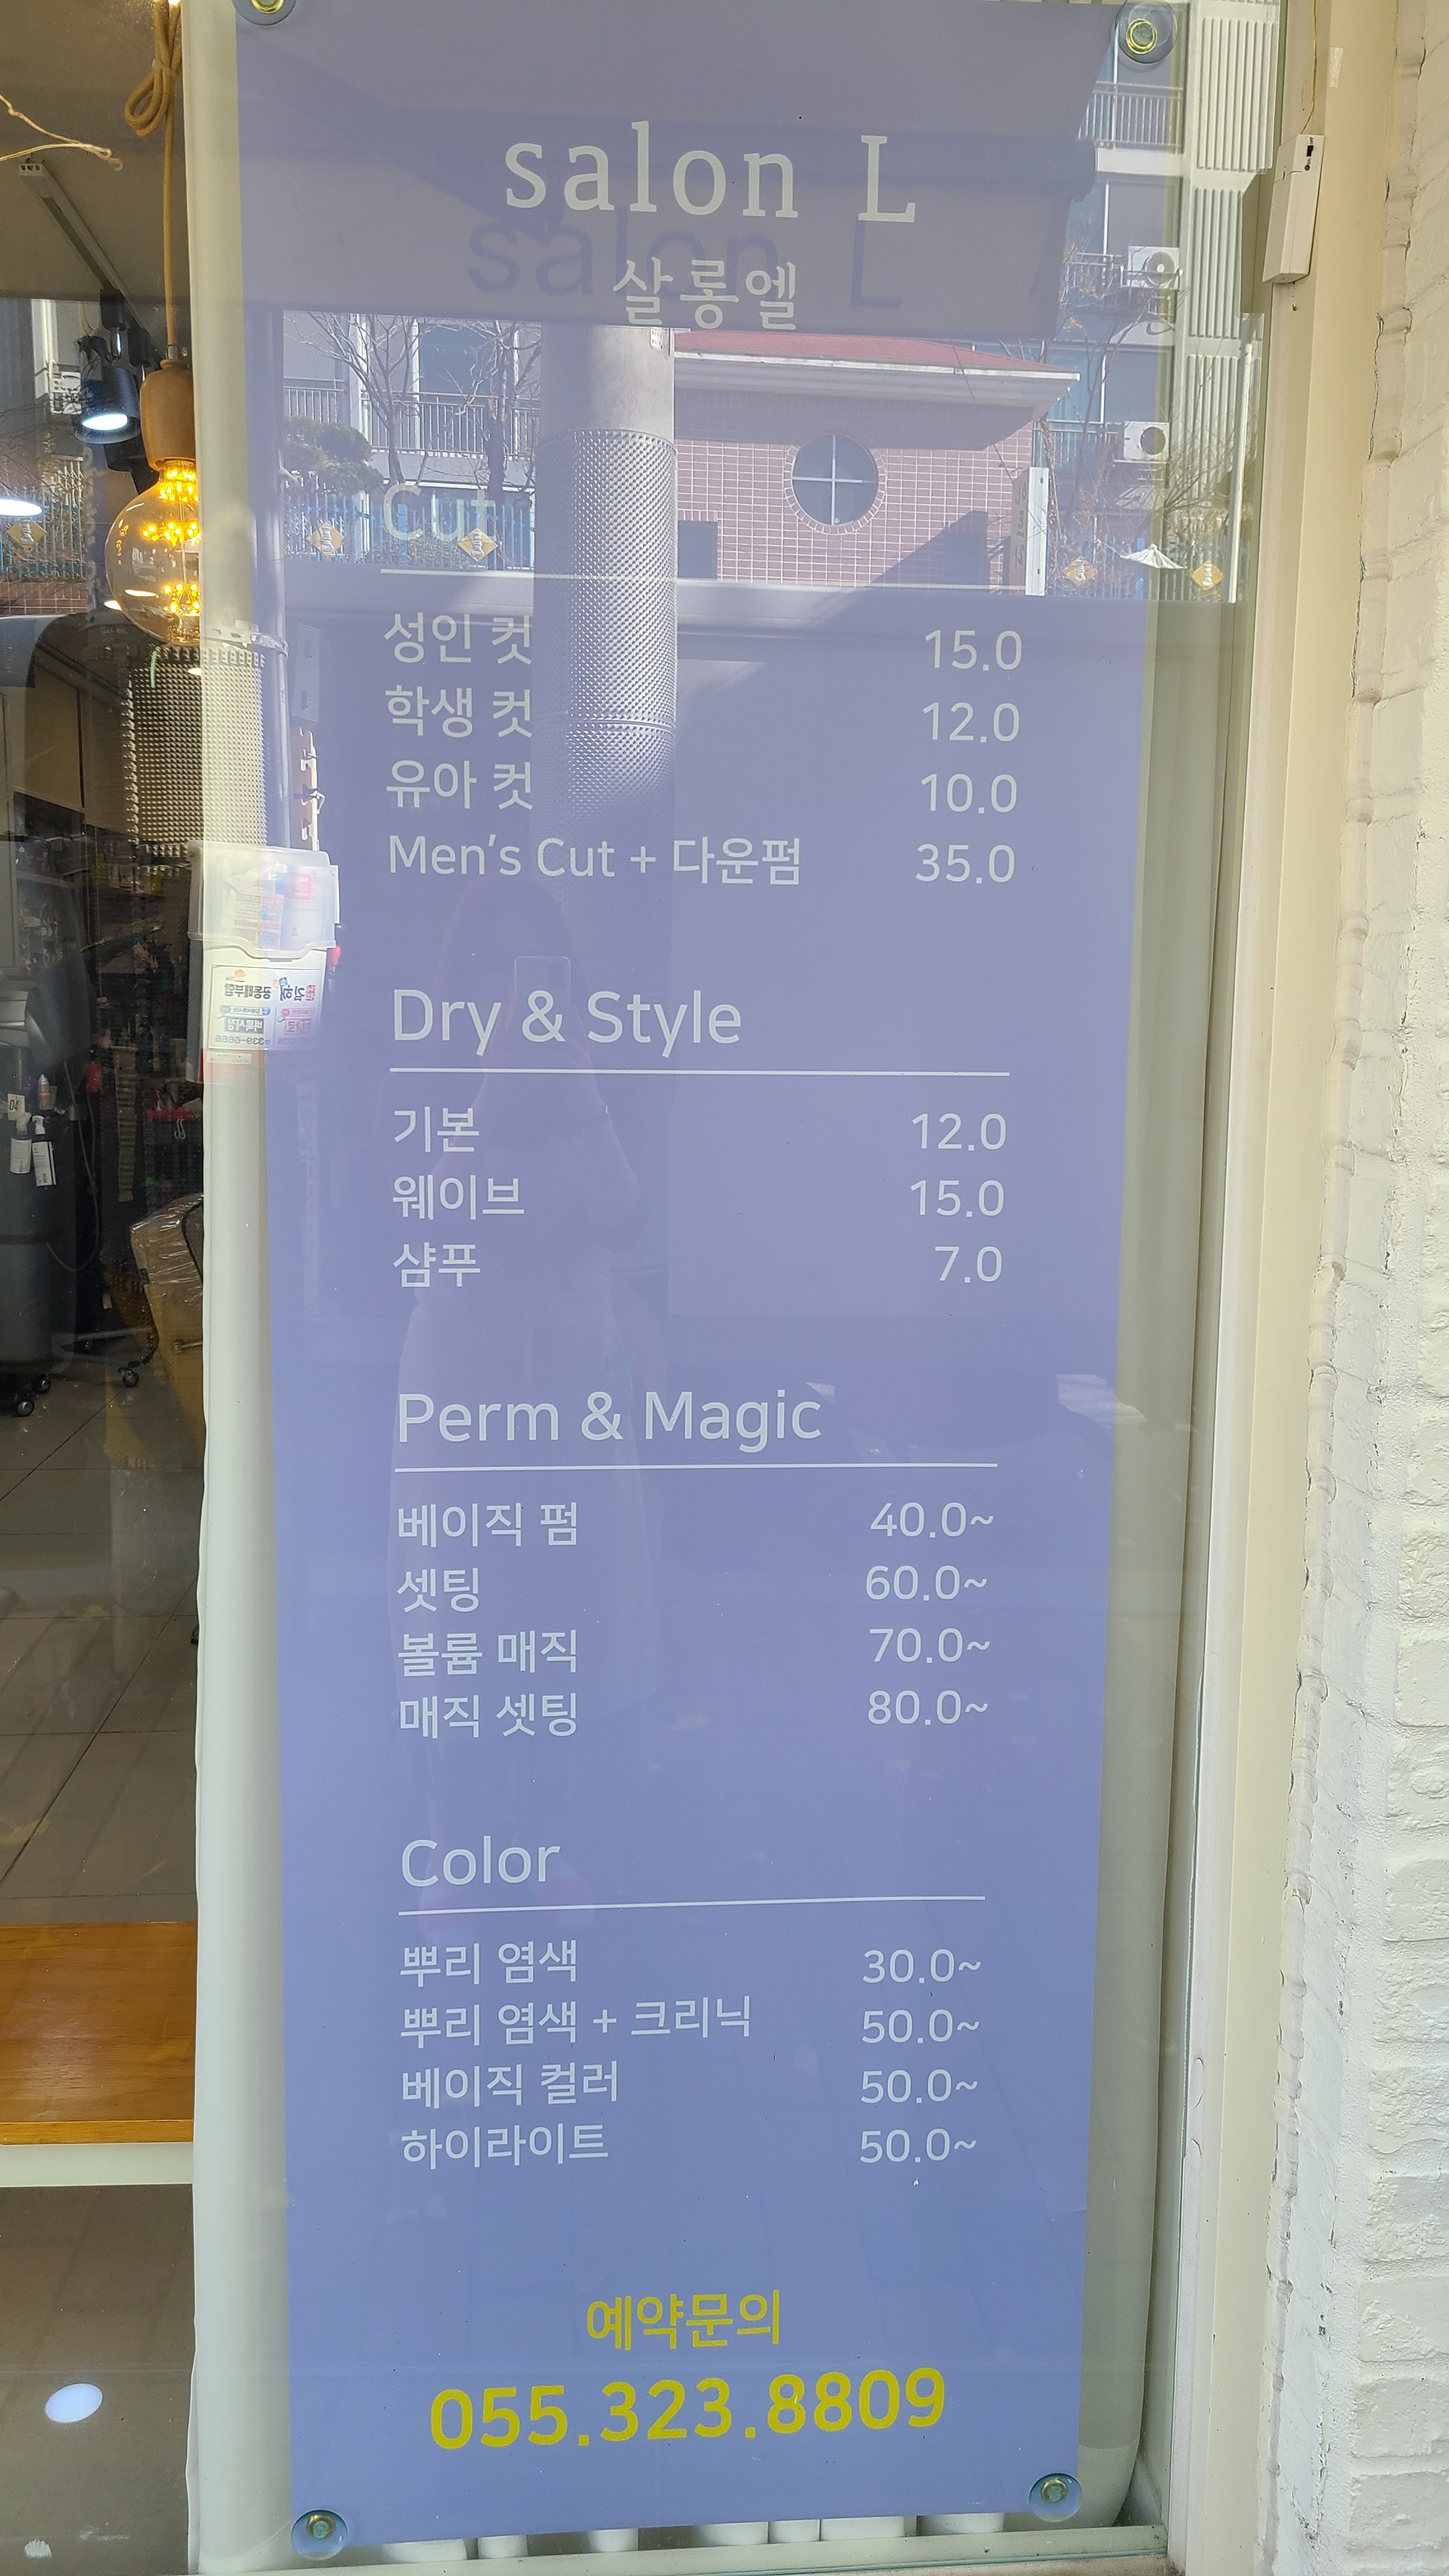 salon L
살롱엘
Cut
성인 컷 15.0
학생 컷 12.0
유아 컷 10.0
Men's Cut + 다운펌 35.0
Dry & Style
기본 12.0
웨이브 15.0
샴푸 7.0
Perm & Magic
베이직 펌 40.0~
셋팅 60.0~
볼륨 매직 70.0~
매직 셋팅 80.0~
Color
뿌리 염색 30.0~
뿌리 염색 + 크리닉 50.0~
베이직 컬러 50.0~
하이라이트 50.0~
예약문의
055.323.8809